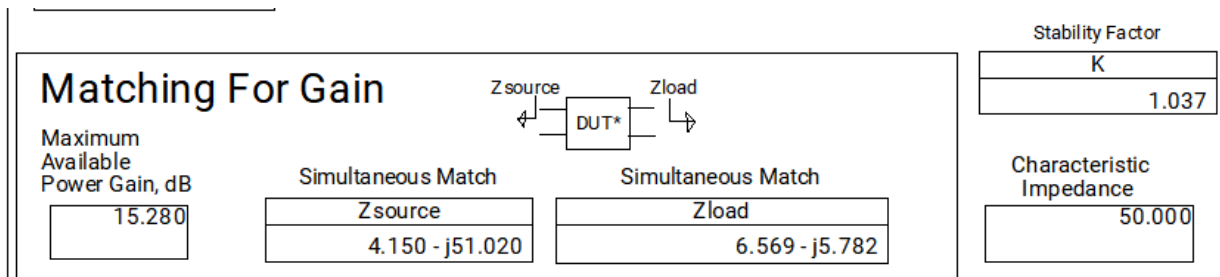 Stability Factor
K
1.037
Matching For Gain
Zsource
Zload
DUT*
Maximum
Available
Power Gain, dB
15.280
Simultaneous Match
Zsource
4.150 - j51.020
Simultaneous Match
Zload
6.569 - j5.782
Characteristic
Impedance
50.000